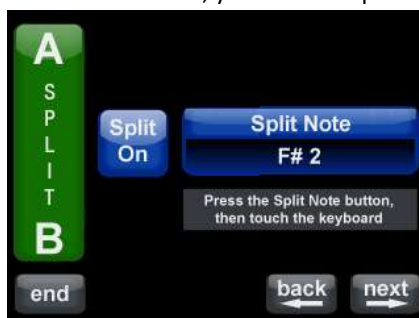 A
S
P
L
I
T
B
Split
On
Split Note
F# 2
Press the Split Note button,
then touch the keyboard
end
back
next